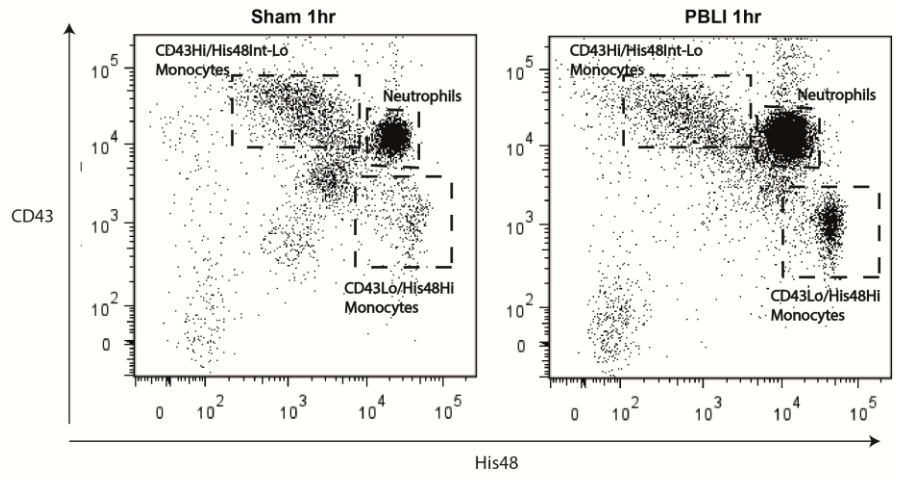 Sham 1hr
CD43Hi/His48Int-Lo
Monocytes
Neutrophils
CD43Lo/His48Hi
Monocytes
10^5
10^4
10^3
10^2
0
0
10^2
10^3
10^4
10^5
PBLI 1hr
CD43Hi/His48Int-Lo
Monocytes
Neutrophils
CD43Lo/His48Hi
Monocytes
10^5
10^4
10^3
10^2
0
0
10^2
10^3
10^4
10^5
CD43
His48